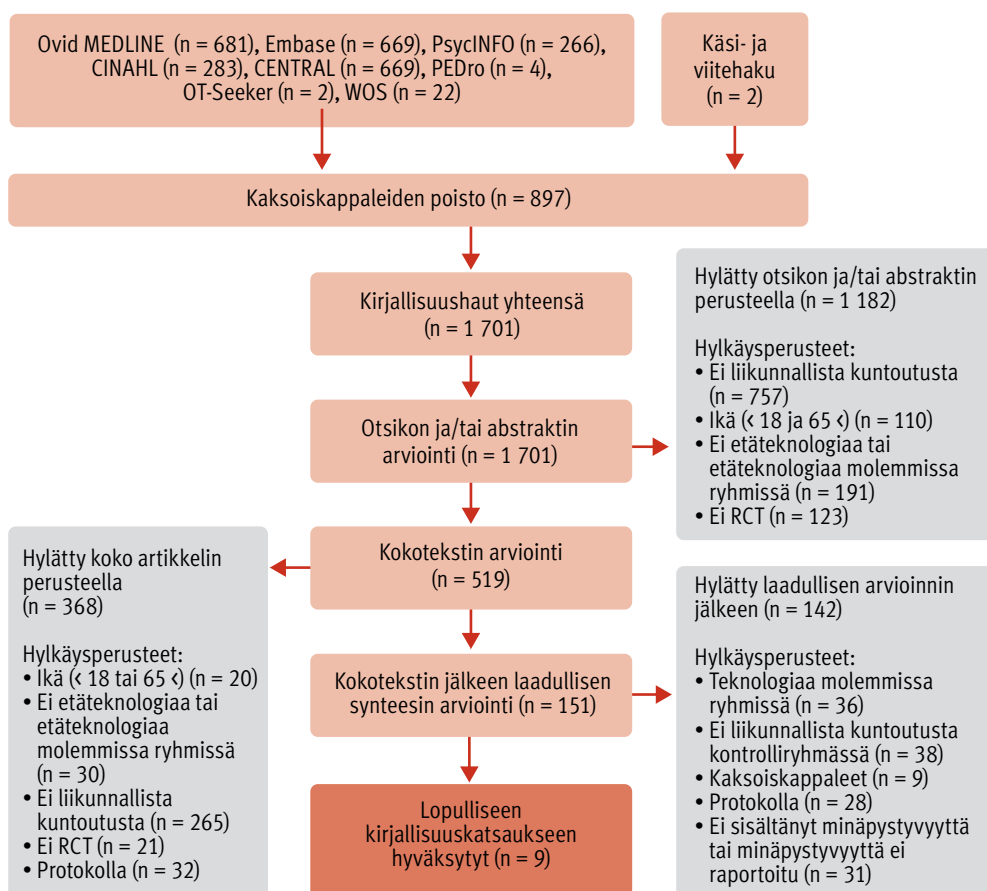 Ovid MEDLINE (n = 681), Embase (n = 669), PsycINFO (n = 266),
CINAHL (n = 283), CENTRAL (n = 669), PEDro (n = 4),
OT-Seeker (n = 2), WOS (n = 22)
Käsi- ja
viitehaku
(n = 2)
Kaksoiskappaleiden poisto (n = 897)
Kirjallisuushaut yhteensä
(n = 1 701)
Otsikon ja/tai abstraktin
arviointi (n = 1 701)
Hylätty otsikon ja/tai abstraktin
perusteella (n = 1 182)
Hylkäysperusteet:
• Ei liikunnallista kuntoutusta
(n = 757)
• Ikä (< 18 ja 65 <) (n = 110)
• Ei etäteknologiaa tai
etäteknologiaa molemmissa
ryhmissä (n = 191)
• Ei RCT (n = 123)
Kokotekstin arviointi
(n = 519)
Hylätty koko artikkelin
perusteella
(n = 368)
Hylkäysperusteet:
• Ikä (< 18 tai 65 <) (n = 20)
• Ei etäteknologiaa tai
etäteknologiaa
molemmissa ryhmissä
(n = 30)
• Ei liikunnallista
kuntoutusta (n = 265)
• Ei RCT (n = 21)
• Protokolla (n = 32)
Kokotekstin jälkeen laadullisen
synteesin arviointi (n = 151)
Hylätty laadullisen arvioinnin
jälkeen (n = 142)
Hylkäysperusteet:
• Teknologiaa molemmissa
ryhmissä (n = 36)
• Ei liikunnallista kuntoutusta
kontrolliryhmässä (n = 38)
• Kaksoiskappaleet (n = 9)
• Protokolla (n = 28)
• Ei sisältänyt minäpystyvyyttä
tai minäpystyvyyttä ei
raportoitu (n = 31)
Lopulliseen
kirjallisuuskatsaukseen
hyväksytyt (n = 9)